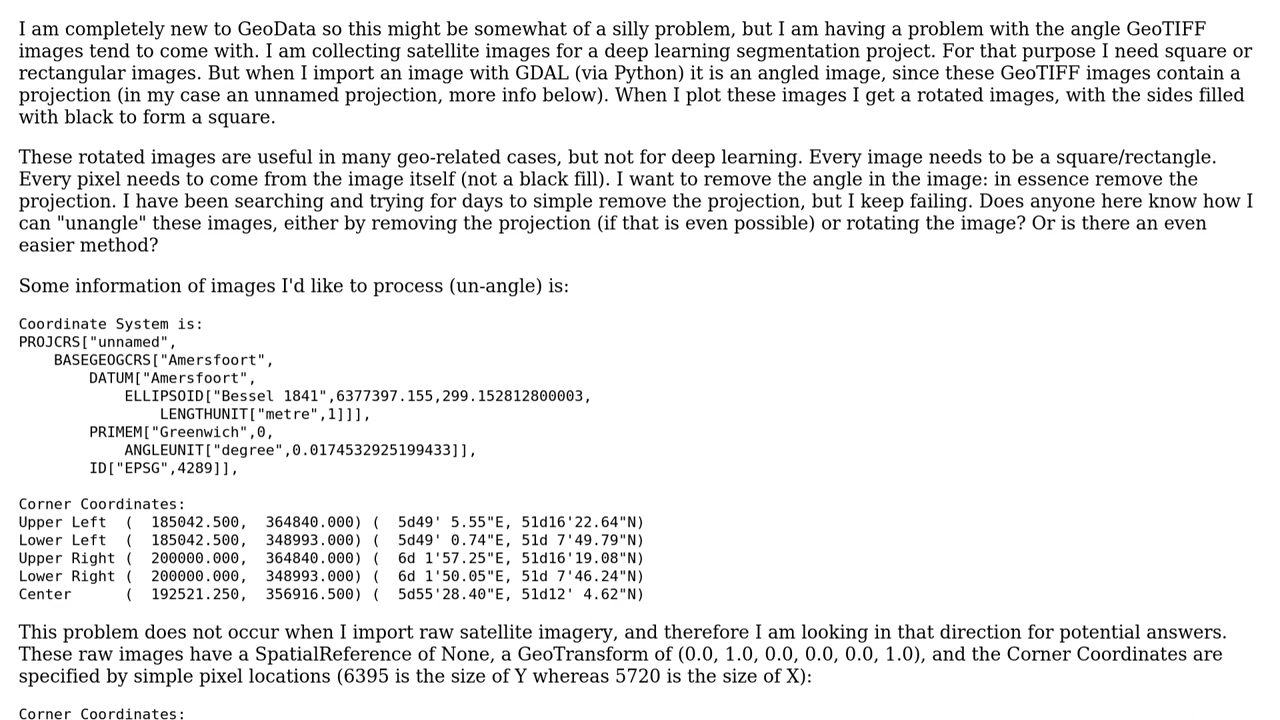 I am completely new to GeoData so this might be somewhat of a silly problem, but I am having a problem with the angle GeoTIFF
images tend to come with. I am collecting satellite images for a deep learning segmentation project. For that purpose I need square or
rectangular images. But when I import an image with GDAL (via Python) it is an angled image, since these GeoTIFF images contain a
projection (in my case an unnamed projection, more info below). When I plot these images I get a rotated images, with the sides filled
with black to form a square.
These rotated images are useful in many geo-related cases, but not for deep learning. Every image needs to be a square/rectangle.
Every pixel needs to come from the image itself (not a black fill). I want to remove the angle in the image: in essence remove the
projection. I have been searching and trying for days to simple remove the projection, but I keep failing. Does anyone here know how I
can "unangle" these images, either by removing the projection (if that is even possible) or rotating the image? Or is there an even
easier method?
Some information of images I'd like to process (un-angle) is:
Coordinate System is:
PROJCRS["unnamed",
    BASEGEOGCRS["Amersfoort",
        DATUM["Amersfoort",
            ELLIPSOID["Bessel 1841",6377397.155,299.152812800003,
                LENGTHUNIT["metre",1]]],
        PRIMEM["Greenwich",0,
            ANGLEUNIT["degree",0.0174532925199433]],
        ID["EPSG",4289]],
Corner Coordinates:
Upper Left  (  185042.500,  364840.000) (  5d49' 5.55"E, 51d16'22.64"N)
Lower Left  (  185042.500,  348993.000) (  5d49' 0.74"E, 51d 7'49.79"N)
Upper Right (  200000.000,  364840.000) (  6d 1'57.25"E, 51d16'19.08"N)
Lower Right (  200000.000,  348993.000) (  6d 1'50.05"E, 51d 7'46.24"N)
Center      (  192521.250,  356916.500) (  5d55'28.40"E, 51d12' 4.62"N)
This problem does not occur when I import raw satellite imagery, and therefore I am looking in that direction for potential answers.
These raw images have a SpatialReference of None, a GeoTransform of (0.0, 1.0, 0.0, 0.0, 0.0, 1.0), and the Corner Coordinates are
specified by simple pixel locations (6395 is the size of Y whereas 5720 is the size of X):
Corner Coordinates: